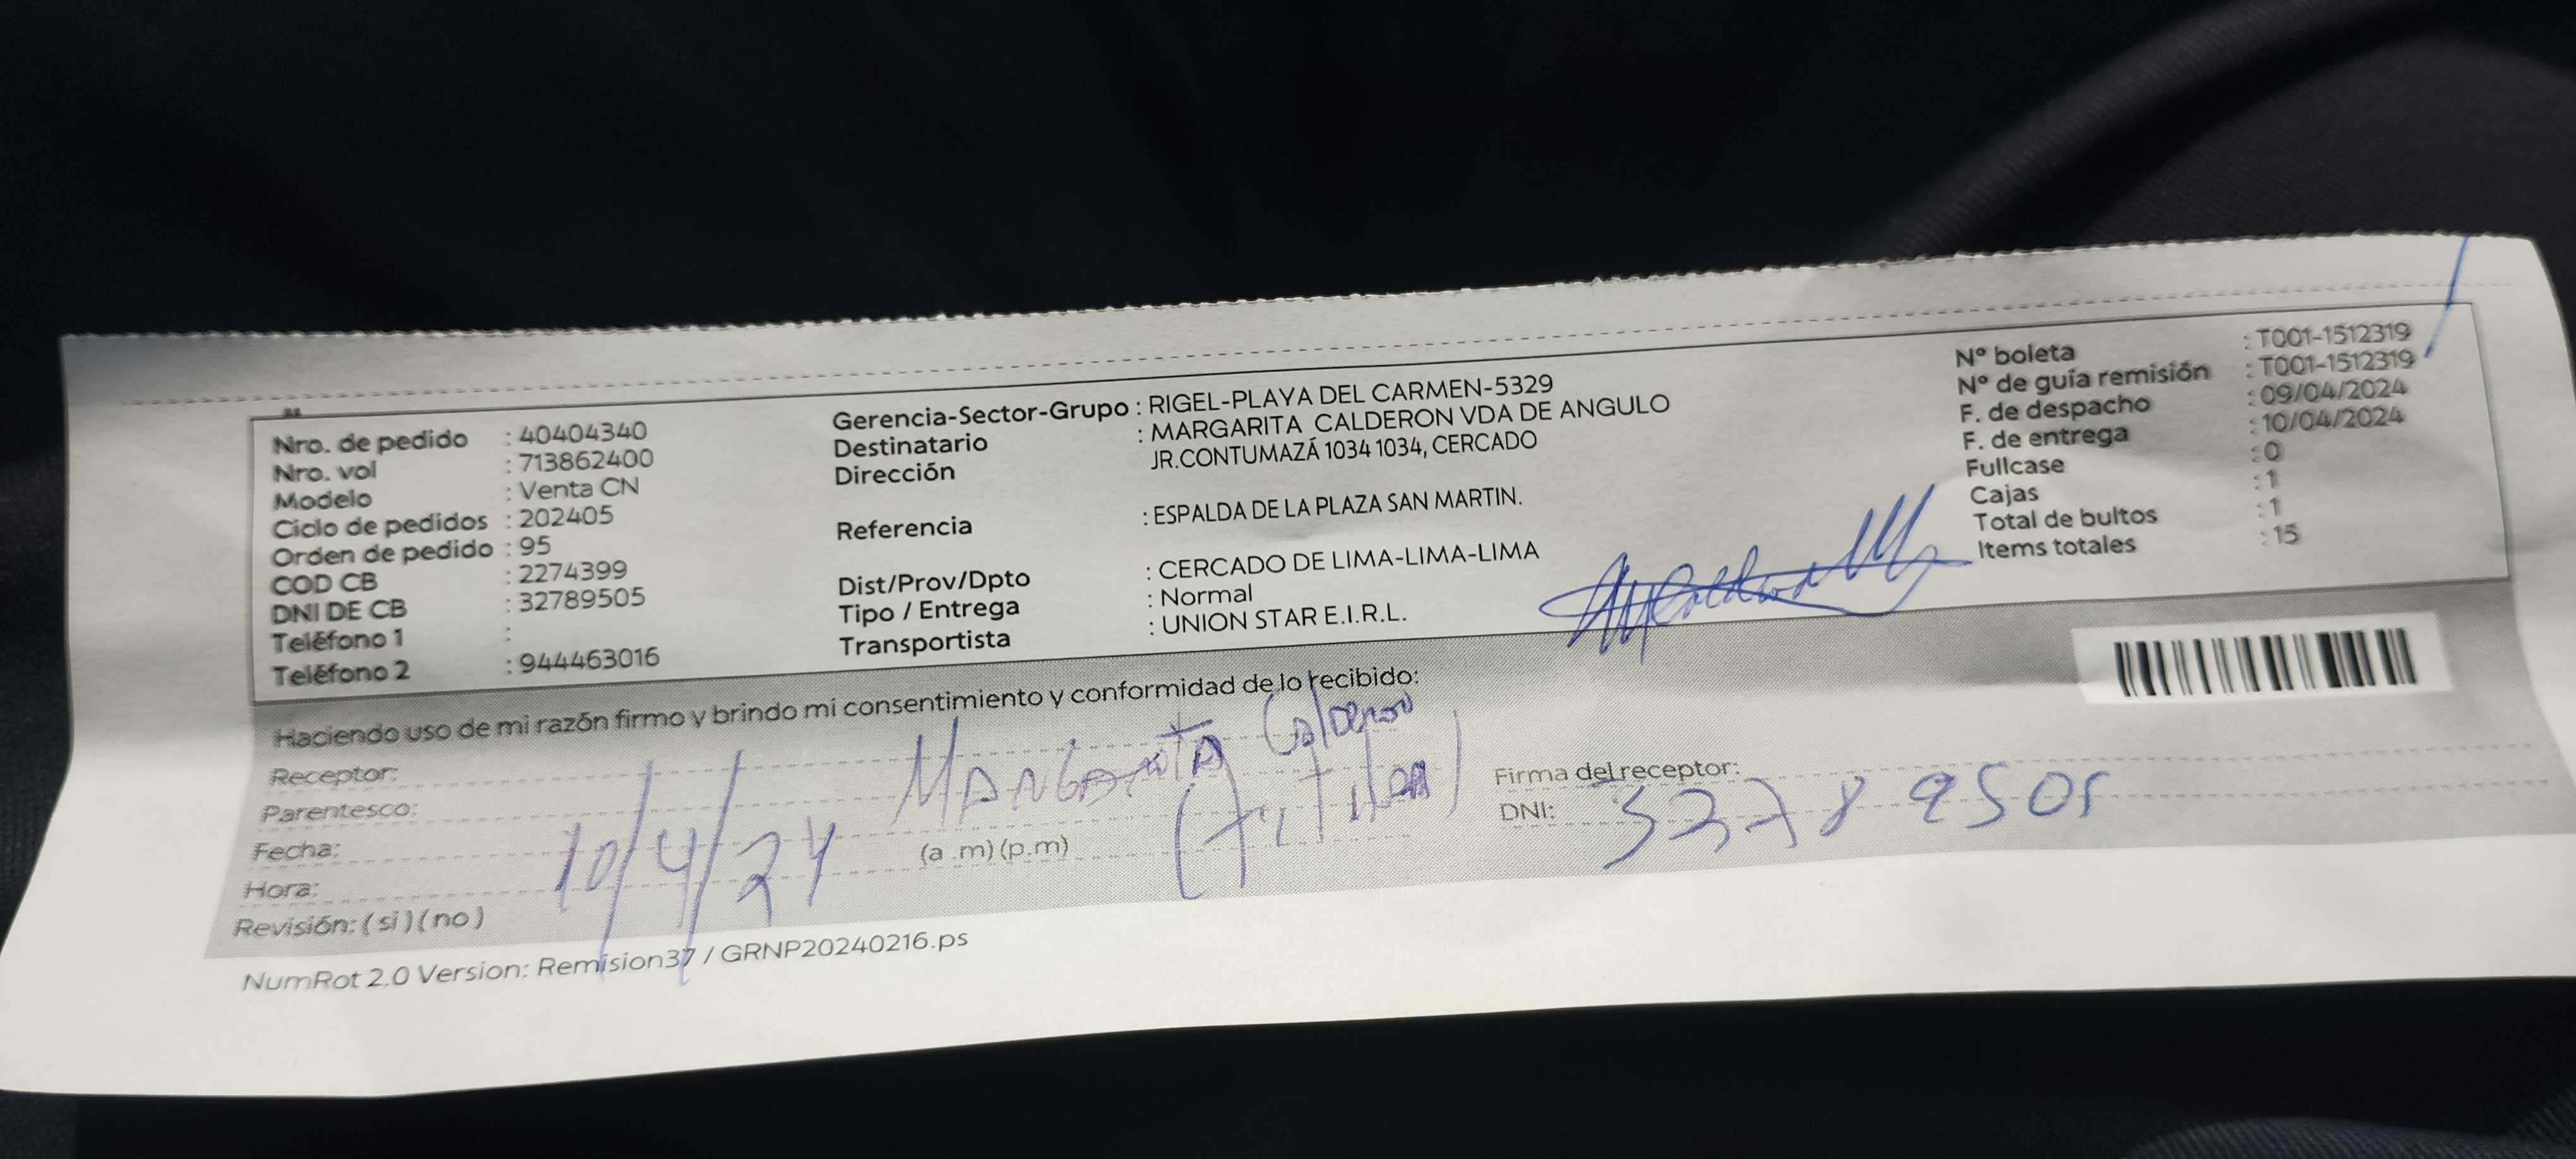 Nro. de pedido : 40404340
Nro. vol : 713862400
Modelo : Venta CN
Ciclo de pedidos : 202405
Orden de pedido : 95
COD CB : 2274399
DNI DE CB : 32789505
Teléfono 1 :
Teléfono 2 : 944463016
Gerencia-Sector-Grupo : RIGEL-PLAYA DEL CARMEN-5329
Destinatario : MARGARITA CALDERON VDA DE ANGULO
Dirección JR.CONTUMAZÁ 1034 1034, CERCADO
Referencia : ESPALDA DE LA PLAZA SAN MARTIN.
Dist/Prov/Dpto : CERCADO DE LIMA-LIMA-LIMA
Tipo / Entrega : Normal
Transportista : UNION STAR E.I.R.L.
N° boleta : T001-1512319
N° de guía remisión : T001-1512319
F. de despacho : 09/04/2024
F. de entrega : 10/04/2024
Fullcase : 0
Cajas : 1
Total de bultos : 1
Items totales : 15
Haciendo uso de mi razón firmo y brindo mi consentimiento y conformidad de lo recibido:
Receptor: Margarita Calderon
Parentesco: (Titular)
Fecha: 10/4/24
Hora: (a .m) (p.m)
Revisión: ( si ) ( no )
Firma del receptor:
DNI: 32789505
NumRot 2.0 Version: Remision37 / GRNP20240216.ps